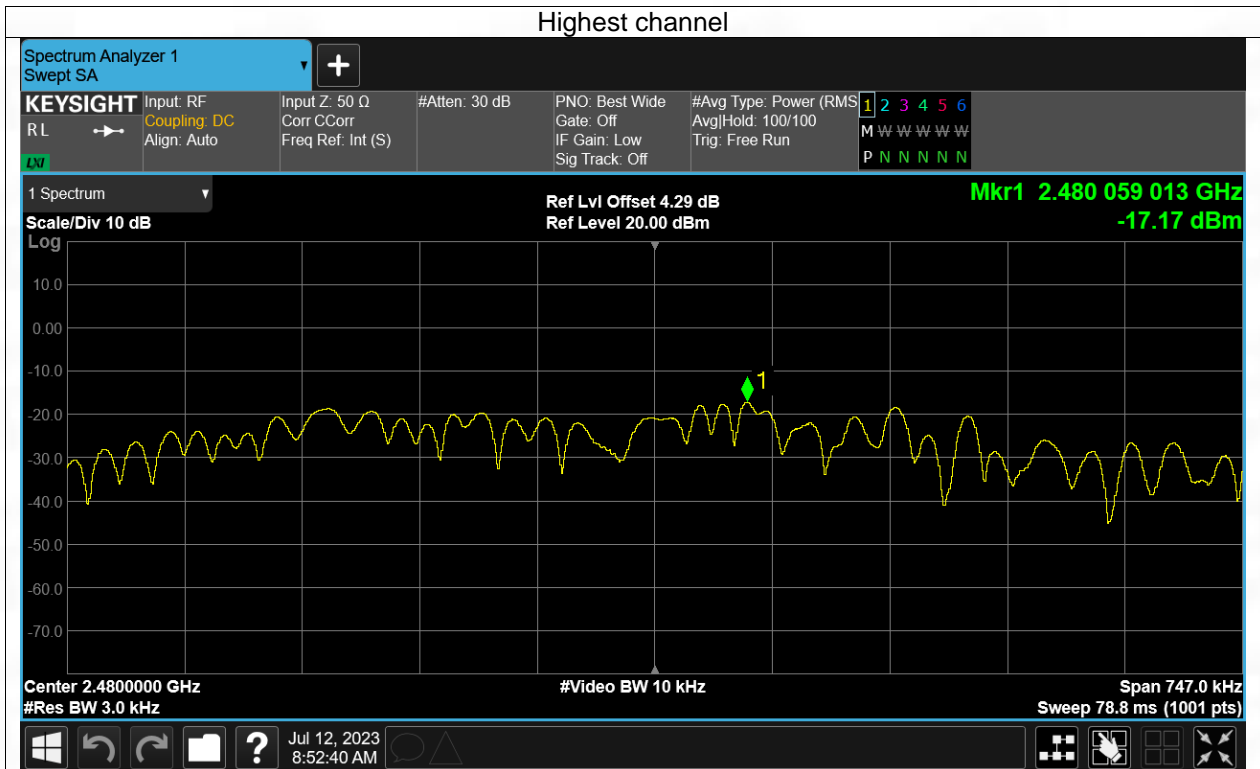 Highest channel
Spectrum Analyzer 1
Swept SA
KEYSIGHT
RL
LXI
Input: RF
Coupling: DC
Align: Auto
Input Z: 50 Ω
Corr CCorr
Freq Ref: Int (S)
#Atten: 30 dB
PNO: Best Wide
Gate: Off
IF Gain: Low
Sig Track: Off
#Avg Type: Power (RMS
Avg|Hold: 100/100
Trig: Free Run
1 2 3 4 5 6
M W W W W W
P N N N N N
1 Spectrum
Scale/Div 10 dB
Log
Ref Lvl Offset 4.29 dB
Ref Level 20.00 dBm
Mkr1 2.480 059 013 GHz
-17.17 dBm
10.0
0.00
-10.0
1
-20.0
-30.0
-40.0
-50.0
-60.0
-70.0
Center 2.4800000 GHz
#Res BW 3.0 kHz
#Video BW 10 kHz
Span 747.0 kHz
Sweep 78.8 ms (1001 pts)
?
Jul 12, 2023
8:52:40 AM